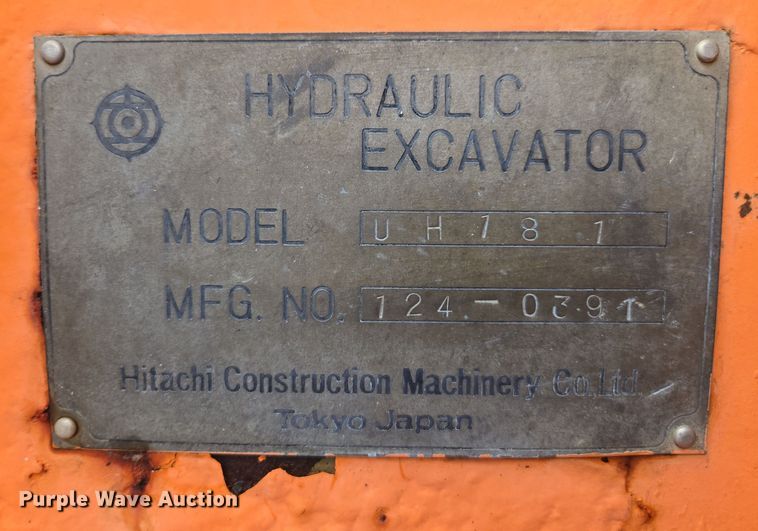 HYDRAULIC
EXCAVATOR
MODEL UH181
MFG. NO. 124-0391
Hitachi Construction Machinery Co., Ltd.
Tokyo Japan
Purple Wave Auction